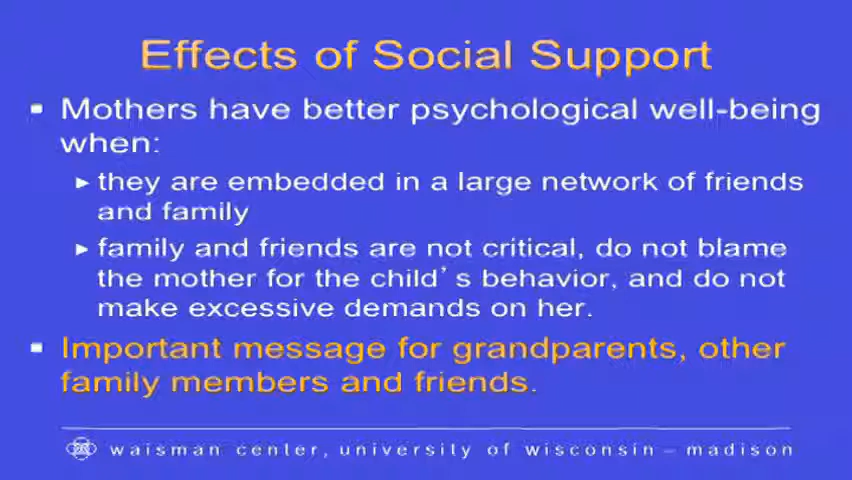 Effects of Social Support
Mothers have better psychological well-being
when:
they are embedded in a large network of friends
and family
family and friends are not critical, do not blame
the mother for the child's behavior, and do not
make excessive demands on her.
Important message for grandparents, other
family members and friends.
waisman center, university of wisconsin – madison